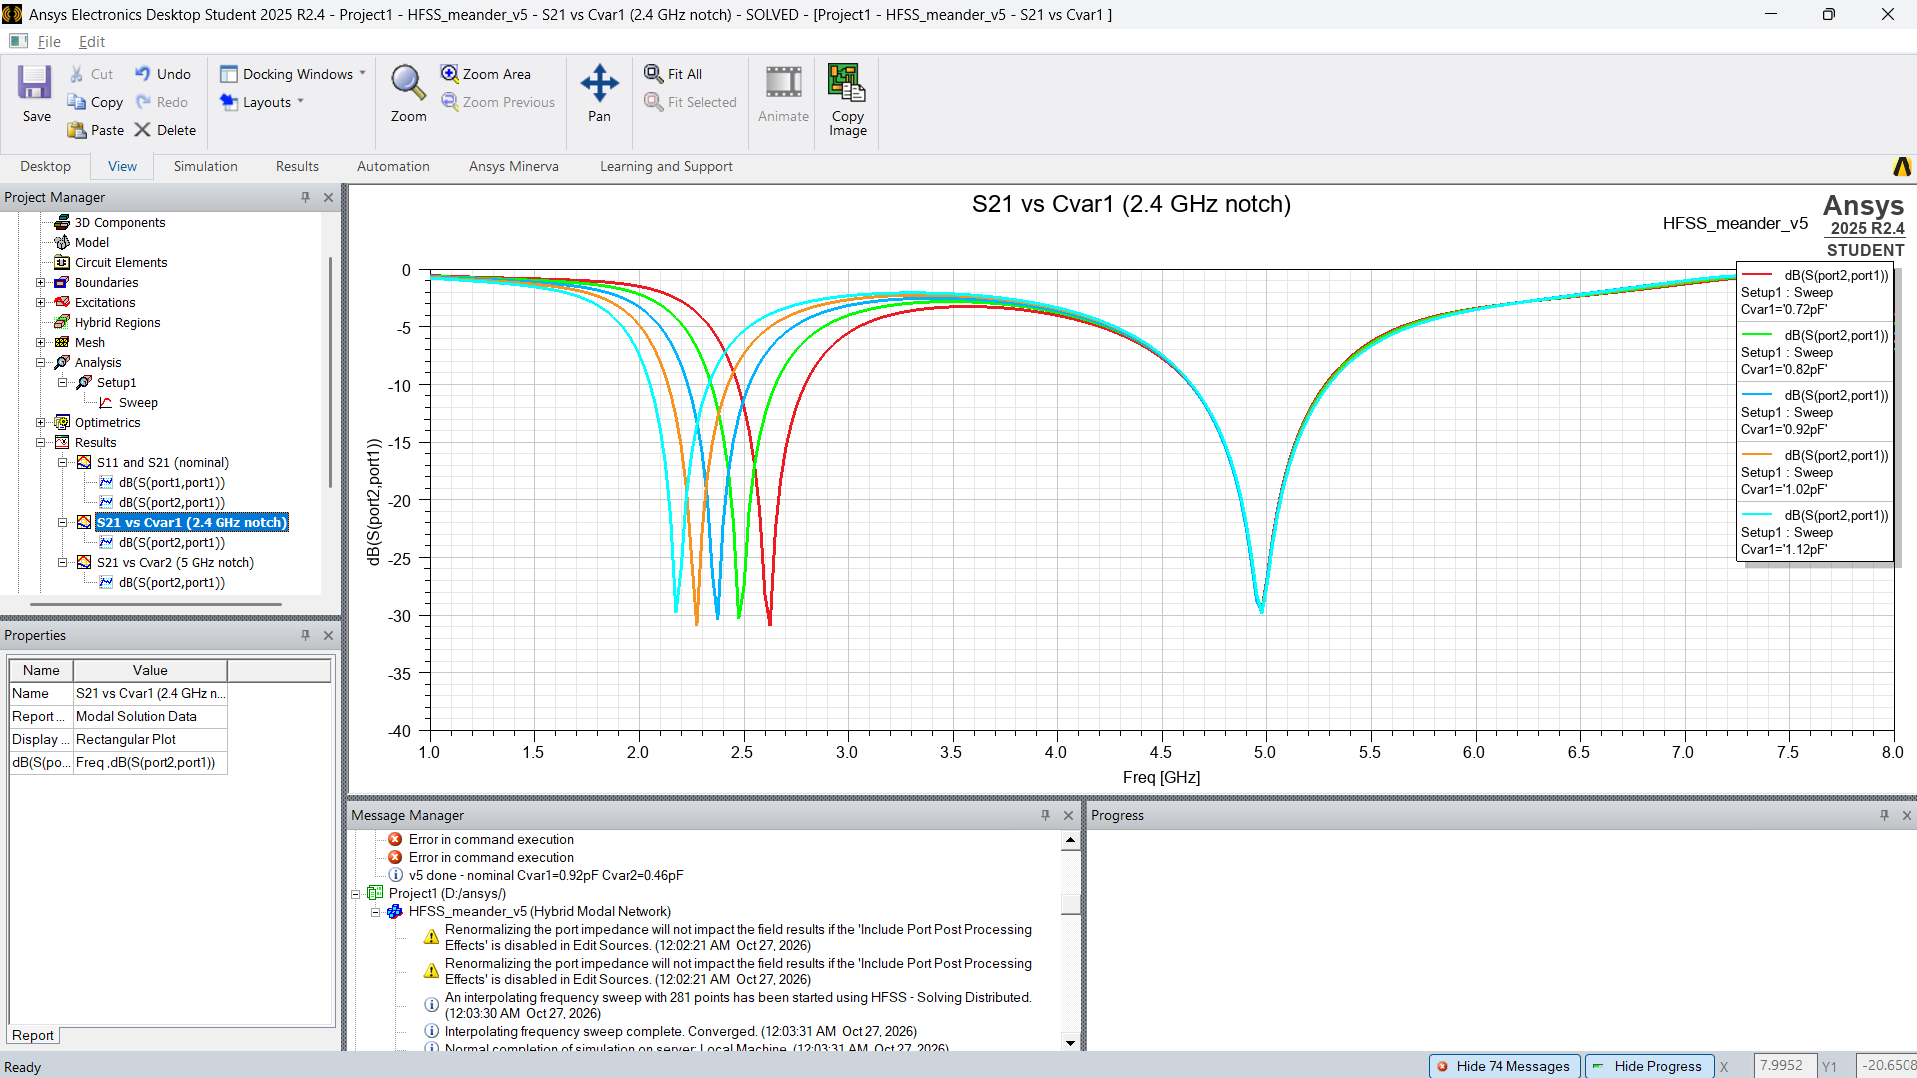 Ansys Electronics Desktop Student 2025 R2.4 - Project1 - HFSS_meander_v5 - S21 vs Cvar1 (2.4 GHz notch) - SOLVED - [Project1 - HFSS_meander_v5 - S21 vs Cvar1 ]
File Edit
Save
Cut
Copy
Paste
Undo
Redo
Delete
Docking Windows
Layouts
Zoom
Zoom Area
Zoom Previous
Pan
Fit All
Fit Selected
Animate
Copy
Image
Desktop View Simulation Results Automation Ansys Minerva Learning and Support
Project Manager
3D Components
Model
Circuit Elements
Boundaries
Excitations
Hybrid Regions
Mesh
Analysis
Setup1
Sweep
Optimetrics
Results
S11 and S21 (nominal)
dB(S(port1,port1))
dB(S(port2,port1))
S21 vs Cvar1 (2.4 GHz notch)
dB(S(port2,port1))
S21 vs Cvar2 (5 GHz notch)
dB(S(port2,port1))
Properties
Name Value
Name S21 vs Cvar1 (2.4 GHz n...
Report ... Modal Solution Data
Display ... Rectangular Plot
dB(S(po... Freq ,dB(S(port2,port1))
Report
S21 vs Cvar1 (2.4 GHz notch)
HFSS_meander_v5
Ansys
2025 R2.4
STUDENT
dB(S(port2,port1))
Setup1 : Sweep
Cvar1='0.72pF'
dB(S(port2,port1))
Setup1 : Sweep
Cvar1='0.82pF'
dB(S(port2,port1))
Setup1 : Sweep
Cvar1='0.92pF'
dB(S(port2,port1))
Setup1 : Sweep
Cvar1='1.02pF'
dB(S(port2,port1))
Setup1 : Sweep
Cvar1='1.12pF'
dB(S(port2,port1))
0
-5
-10
-15
-20
-25
-30
-35
-40
1.0 1.5 2.0 2.5 3.0 3.5 4.0 4.5 5.0 5.5 6.0 6.5 7.0 7.5 8.0
Freq [GHz]
Message Manager
Error in command execution
Error in command execution
v5 done - nominal Cvar1=0.92pF Cvar2=0.46pF
Project1 (D:/ansys/)
HFSS_meander_v5 (Hybrid Modal Network)
Renormalizing the port impedance will not impact the field results if the 'Include Port Post Processing
Effects' is disabled in Edit Sources. (12:02:21 AM Oct 27, 2026)
Renormalizing the port impedance will not impact the field results if the 'Include Port Post Processing
Effects' is disabled in Edit Sources. (12:02:21 AM Oct 27, 2026)
An interpolating frequency sweep with 281 points has been started using HFSS - Solving Distributed.
(12:03:30 AM Oct 27, 2026)
Interpolating frequency sweep complete. Converged. (12:03:31 AM Oct 27, 2026)
Normal completion of simulation on server: Local Machine. (12:03:31 AM Oct 27, 2026)
Progress
Ready
Hide 74 Messages
Hide Progress
X 7.9952 Y1 -20.6508